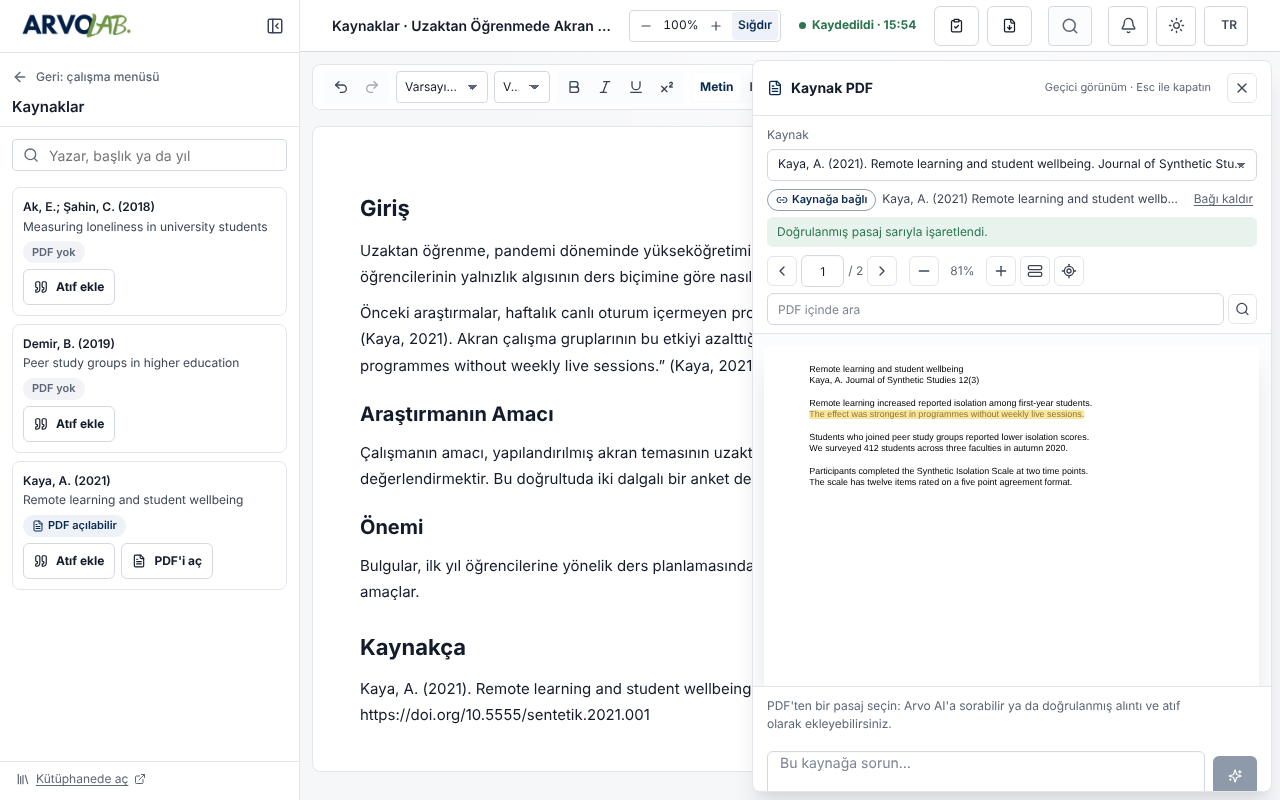 ARVOLAB.
Geri: çalışma menüsü
Kaynaklar
Yazar, başlık ya da yıl
Ak, E.; Şahin, C. (2018)
Measuring loneliness in university students
PDF yok
Atıf ekle
Demir, B. (2019)
Peer study groups in higher education
PDF yok
Atıf ekle
Kaya, A. (2021)
Remote learning and student wellbeing
PDF açılabilir
Atıf ekle PDF'i aç
Kütüphanede aç
Kaynaklar · Uzaktan Öğrenmede Akran ... 100% Sığdır Kaydedildi · 15:54 TR
Varsayı... V... B I U x² Metin
Giriş
Uzaktan öğrenme, pandemi döneminde yükseköğretimi
öğrencilerinin yalnızlık algısının ders biçimine göre nasıl
Önceki araştırmalar, haftalık canlı oturum içermeyen
(Kaya, 2021). Akran çalışma gruplarının bu etkiyi
programmes without weekly live sessions.” (Kaya, 2021
Araştırmanın Amacı
Çalışmanın amacı, yapılandırılmış akran temasının
değerlendirmektir. Bu doğrultuda iki dalgalı bir anket
Önemi
Bulgular, ilk yıl öğrencilerine yönelik ders planlamasında
amaçlar.
Kaynakça
Kaya, A. (2021). Remote learning and student wellbeing
https://doi.org/10.5555/sentetik.2021.001
Kaynak PDF
Geçici görünüm · Esc ile kapatın
Kaynak
Kaya, A. (2021). Remote learning and student wellbeing. Journal of Synthetic Stu...
Kaynağa bağlı Kaya, A. (2021) Remote learning and student wellb... Bağı kaldır
Doğrulanmış pasaj sarıyla işaretlendi.
1 / 2 81%
PDF içinde ara
Remote learning and student wellbeing
Kaya, A. Journal of Synthetic Studies 12(3)
Remote learning increased reported isolation among first-year students.
The effect was strongest in programmes without weekly live sessions.
Students who joined peer study groups reported lower isolation scores.
We surveyed 412 students across three faculties in autumn 2020.
Participants completed the Synthetic Isolation Scale at two time points.
The scale has twelve items rated on a five point agreement format.
PDF'ten bir pasaj seçin: Arvo AI'a sorabilir ya da doğrulanmış alıntı ve atıf
olarak ekleyebilirsiniz.
Bu kaynağa sorun...